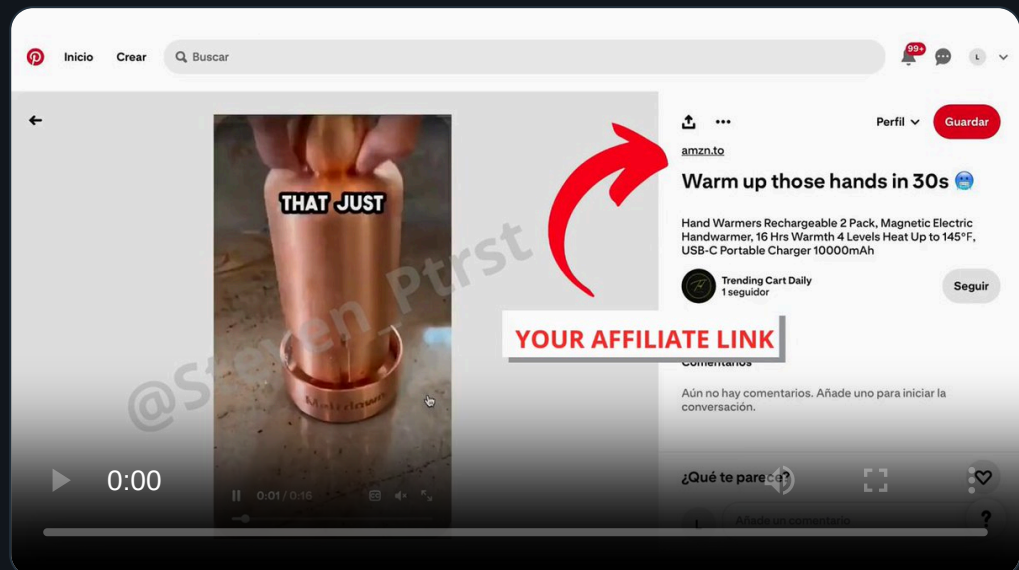 Inicio
Crear
Buscar
99+
L
Perfil
Guardar
amzn.to
Warm up those hands in 30s 🥶
Hand Warmers Rechargeable 2 Pack, Magnetic Electric
Handwarmer, 16 Hrs Warmth 4 Levels Heat Up to 145°F,
USB-C Portable Charger 10000mAh
Trending Cart Daily
1 seguidor
Seguir
THAT JUST
@Steven_Ptrst
YOUR AFFILIATE LINK
Comentarios
Aún no hay comentarios. Añade uno para iniciar la
conversación.
Meltdown
¿Qué te parece?
0:00
0:01 / 0:16
L
Añade un comentario
?